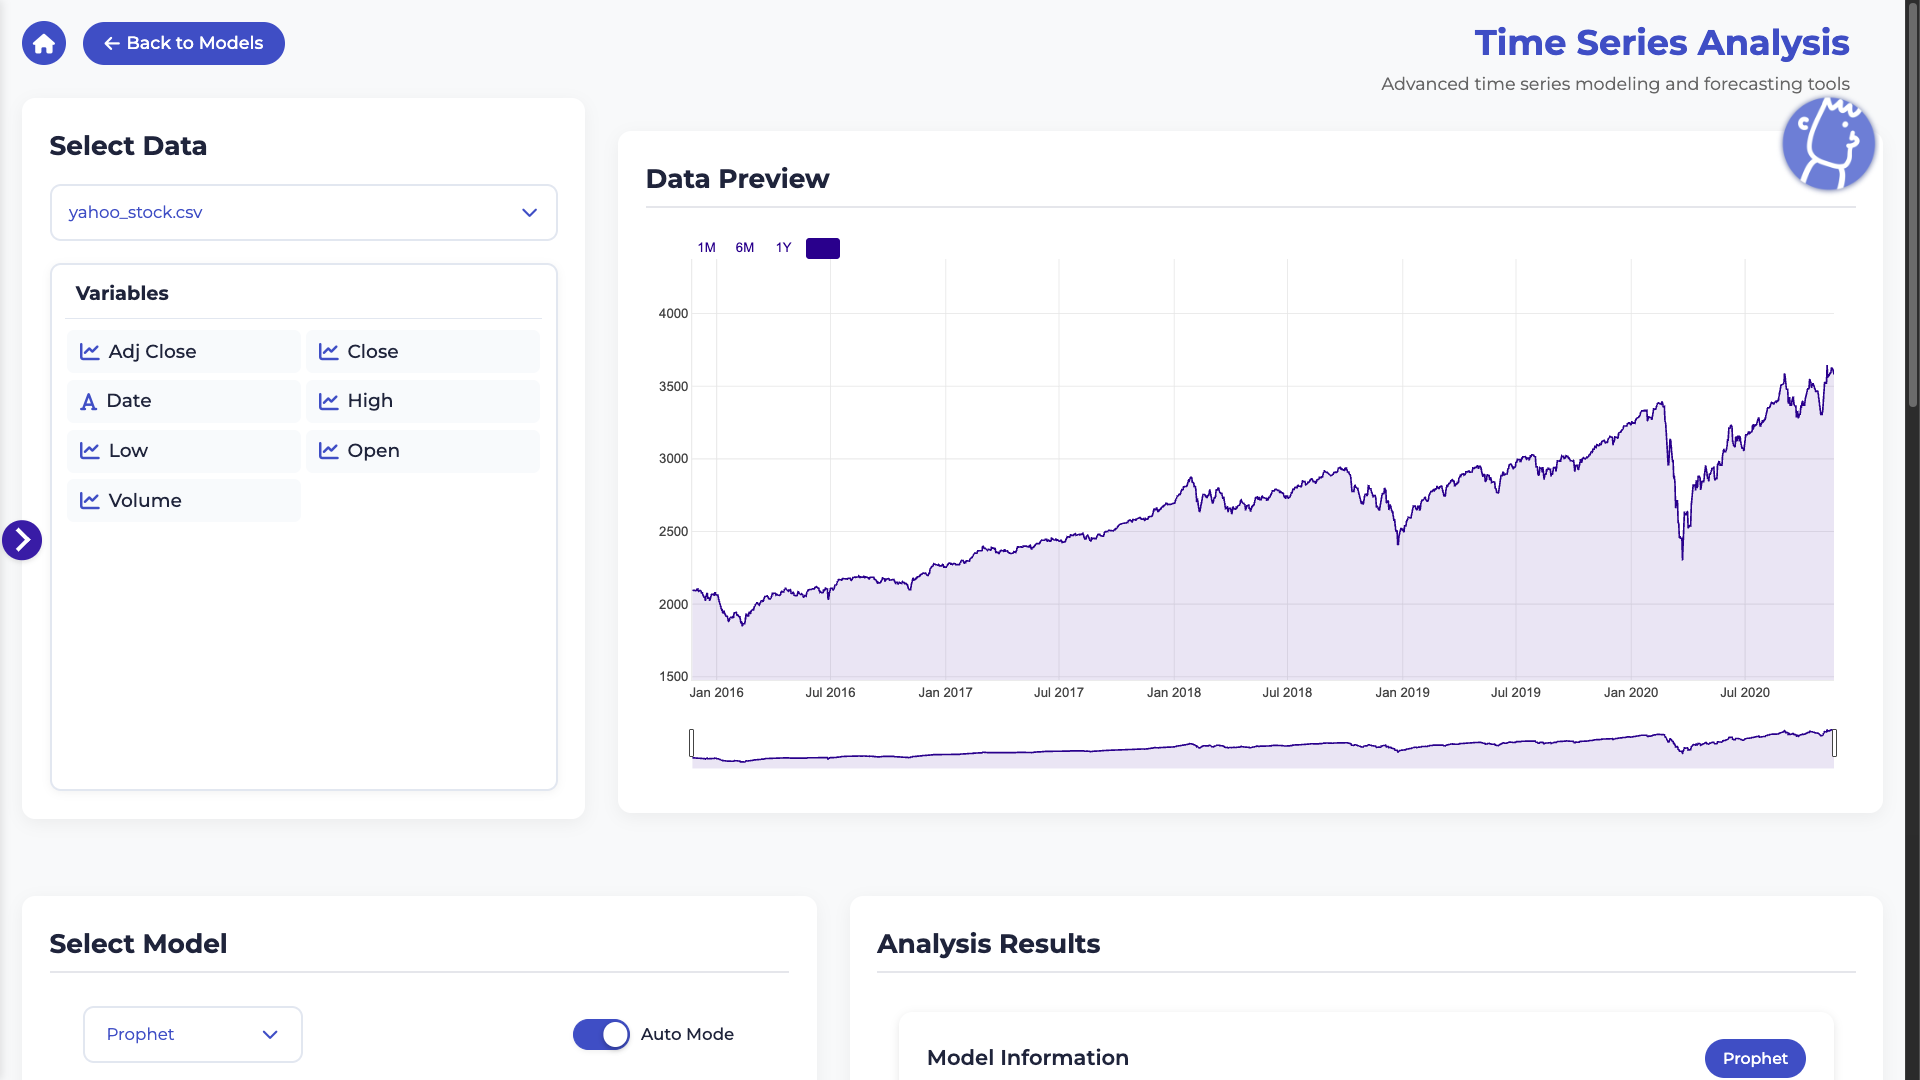 Back to Models
Time Series Analysis
Advanced time series modeling and forecasting tools
Select Data
yahoo_stock.csv
Variables
Adj Close
Close
Date
High
Low
Open
Volume
Data Preview
1M 6M 1Y
4000
3500
3000
2500
2000
1500
Jan 2016 Jul 2016 Jan 2017 Jul 2017 Jan 2018 Jul 2018 Jan 2019 Jul 2019 Jan 2020 Jul 2020
Select Model
Prophet
Auto Mode
Analysis Results
Model Information
Prophet